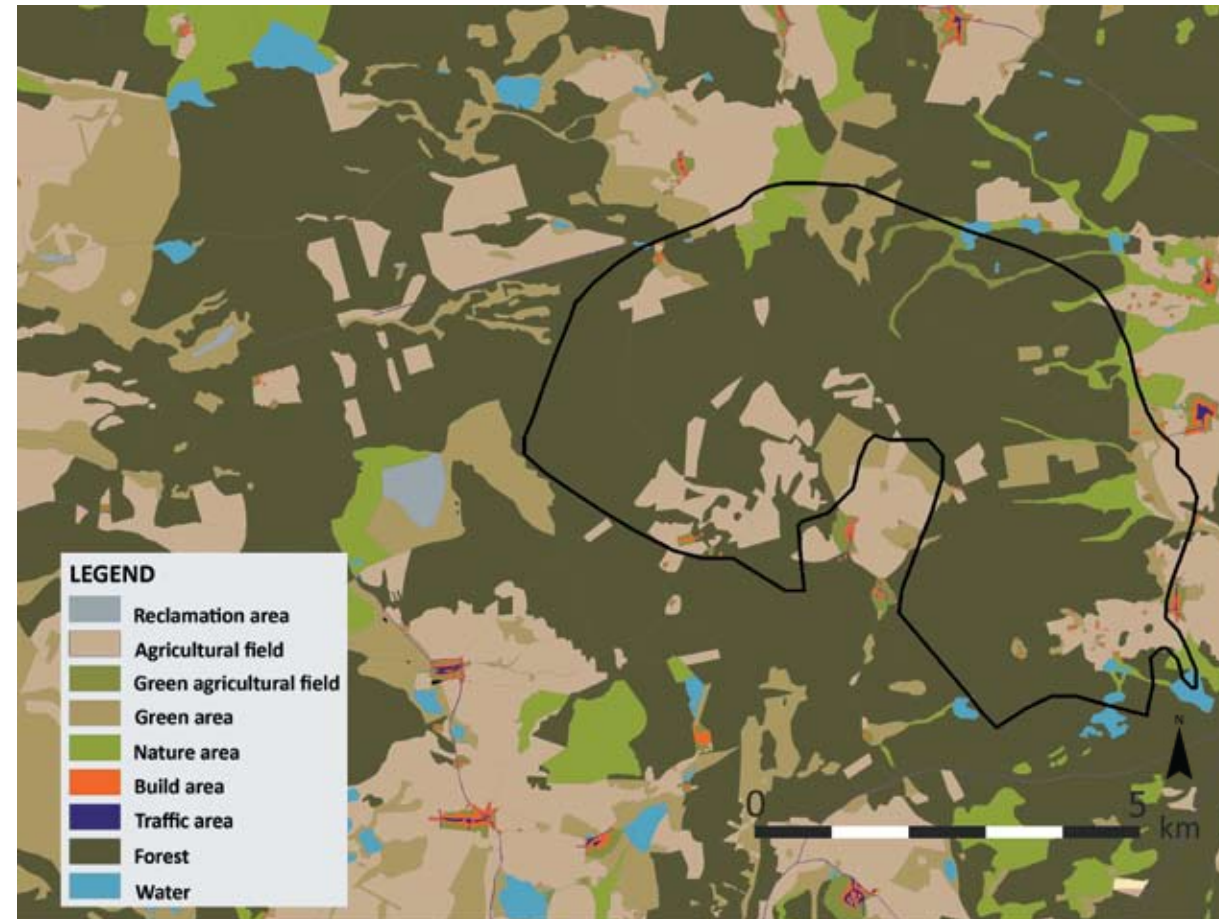 LEGEND
Reclamation area
Agricultural field
Green agricultural field
Green area
Nature area
Build area
Traffic area
Forest
Water
N
0 5
km